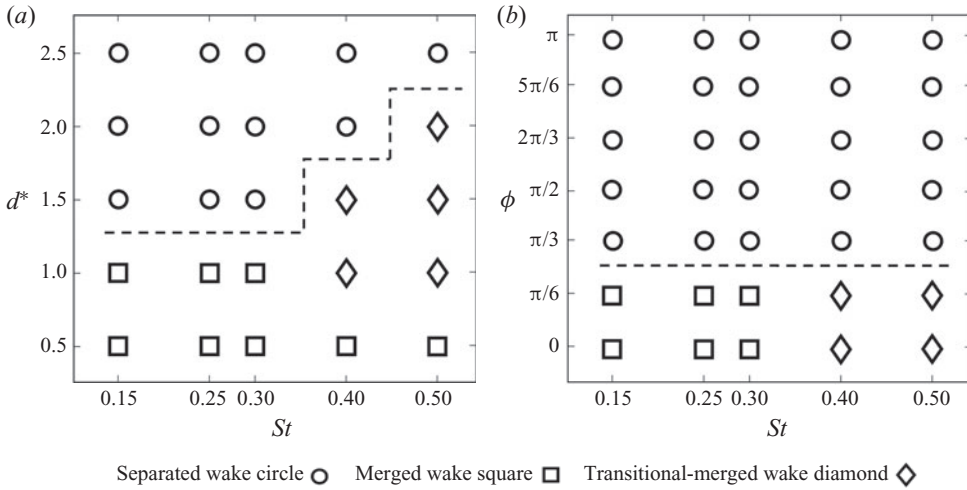 (a)
2.5
2.0
d* 1.5
1.0
0.5
0.15 0.25 0.30 0.40 0.50
St
(b)
π
5π/6
2π/3
ϕ π/2
π/3
π/6
0
0.15 0.25 0.30 0.40 0.50
St
Separated wake circle Merged wake square Transitional-merged wake diamond